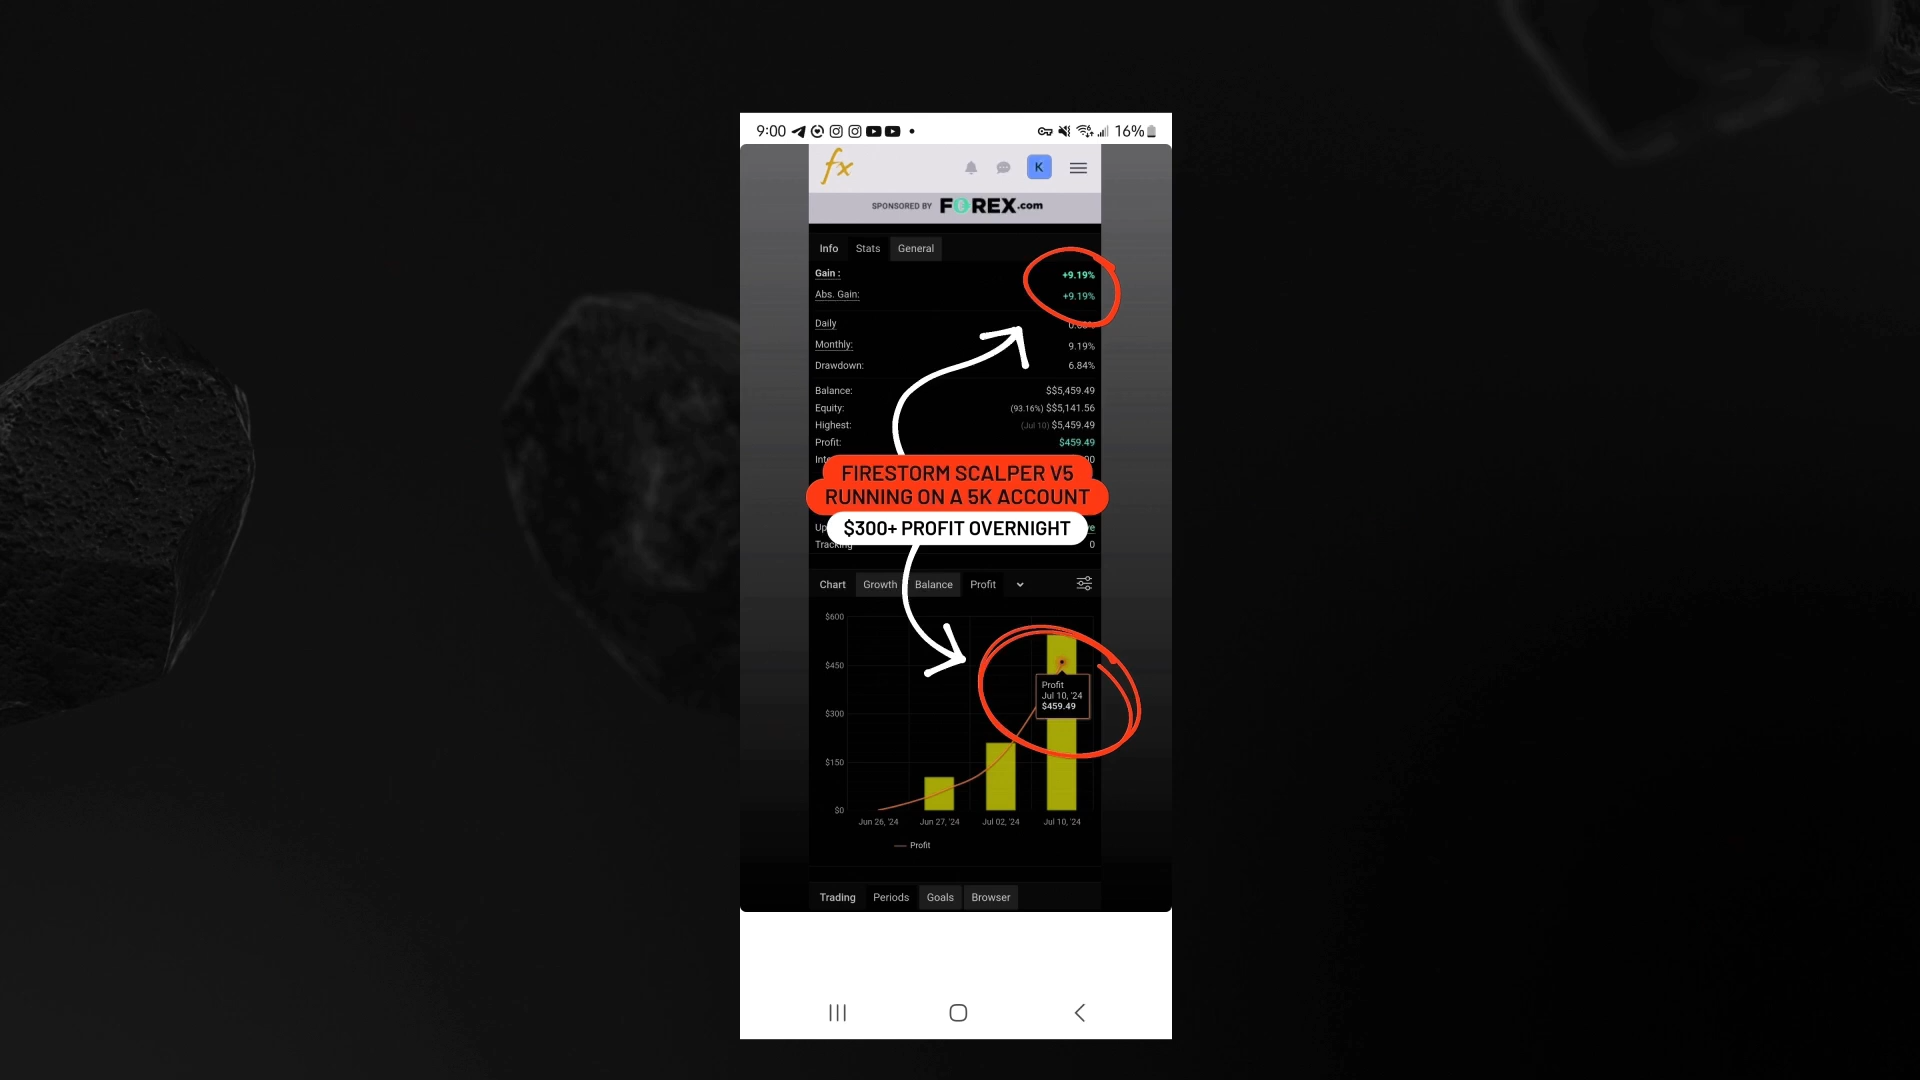 9:00
16%
fx
K
SPONSORED BY FOREX.com
Info Stats General
Gain : +9.19%
Abs. Gain: +9.19%
Daily
Monthly: 9.19%
Drawdown: 6.84%
Balance: $$5,459.49
Equity: (93.16%) $$5,141.56
Highest: (Jul 10) $5,459.49
Profit: $459.49
FIRESTORM SCALPER V5
RUNNING ON A 5K ACCOUNT
$300+ PROFIT OVERNIGHT
Tracking 0
Chart Growth Balance Profit
$600
$450
$300
$150
$0
Profit
Jul 10, '24
$459.49
Jun 26, '24 Jun 27, '24 Jul 02, '24 Jul 10, '24
Profit
Trading Periods Goals Browser